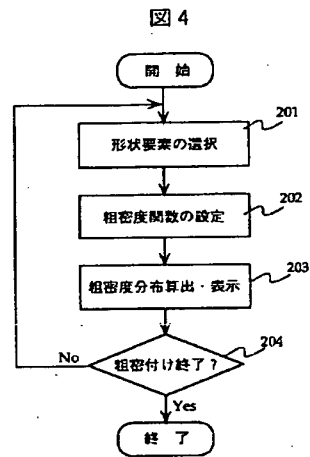 図4
開 始
201
形状要素の選択
202
粗密度関数の設定
203
粗密度分布算出・表示
204
粗密付け終了?
No
Yes
終 了